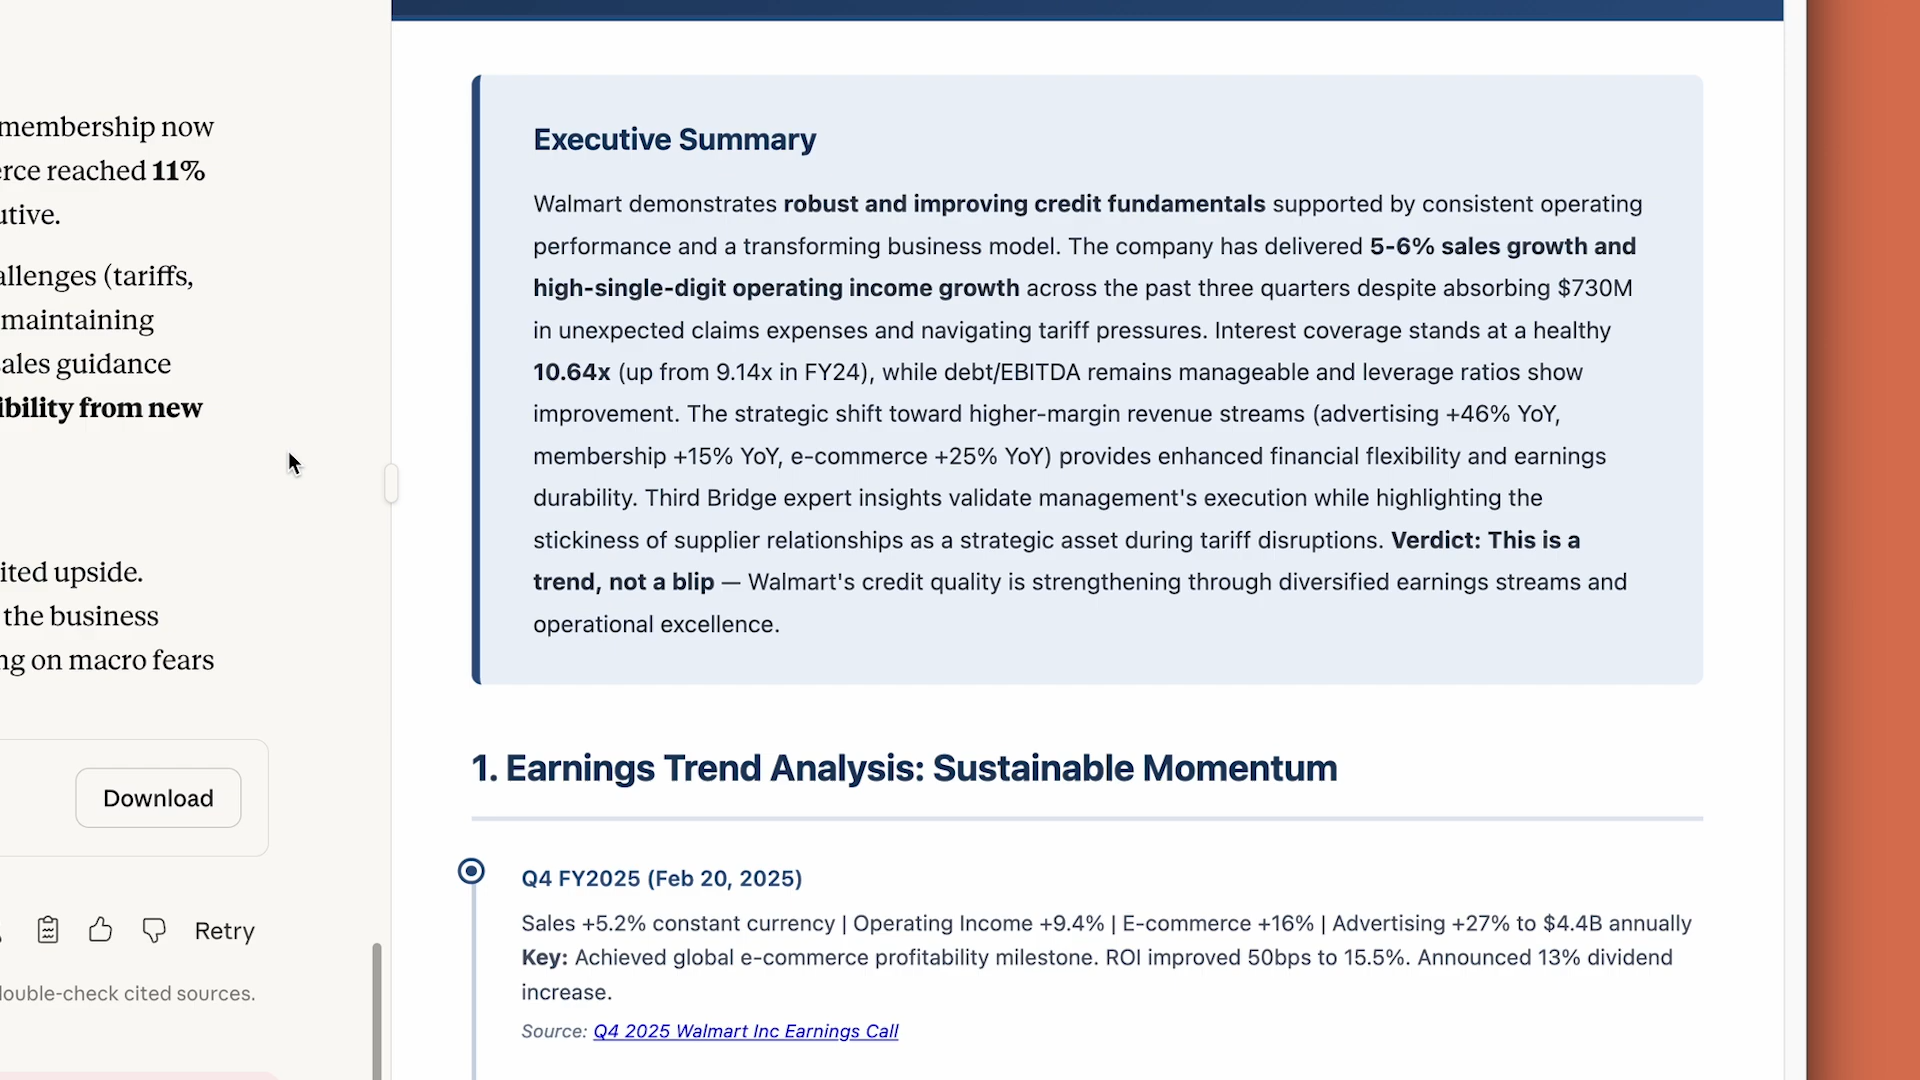 membership now
erce reached 11%
utive.
allenges (tariffs,
maintaining
sales guidance
ibility from new
ited upside.
the business
ng on macro fears
Download
Retry
double-check cited sources.
Executive Summary
Walmart demonstrates robust and improving credit fundamentals supported by consistent operating
performance and a transforming business model. The company has delivered 5-6% sales growth and
high-single-digit operating income growth across the past three quarters despite absorbing $730M
in unexpected claims expenses and navigating tariff pressures. Interest coverage stands at a healthy
10.64x (up from 9.14x in FY24), while debt/EBITDA remains manageable and leverage ratios show
improvement. The strategic shift toward higher-margin revenue streams (advertising +46% YoY,
membership +15% YoY, e-commerce +25% YoY) provides enhanced financial flexibility and earnings
durability. Third Bridge expert insights validate management's execution while highlighting the
stickiness of supplier relationships as a strategic asset during tariff disruptions. Verdict: This is a
trend, not a blip — Walmart's credit quality is strengthening through diversified earnings streams and
operational excellence.
1. Earnings Trend Analysis: Sustainable Momentum
Q4 FY2025 (Feb 20, 2025)
Sales +5.2% constant currency | Operating Income +9.4% | E-commerce +16% | Advertising +27% to $4.4B annually
Key: Achieved global e-commerce profitability milestone. ROI improved 50bps to 15.5%. Announced 13% dividend
increase.
Source: Q4 2025 Walmart Inc Earnings Call